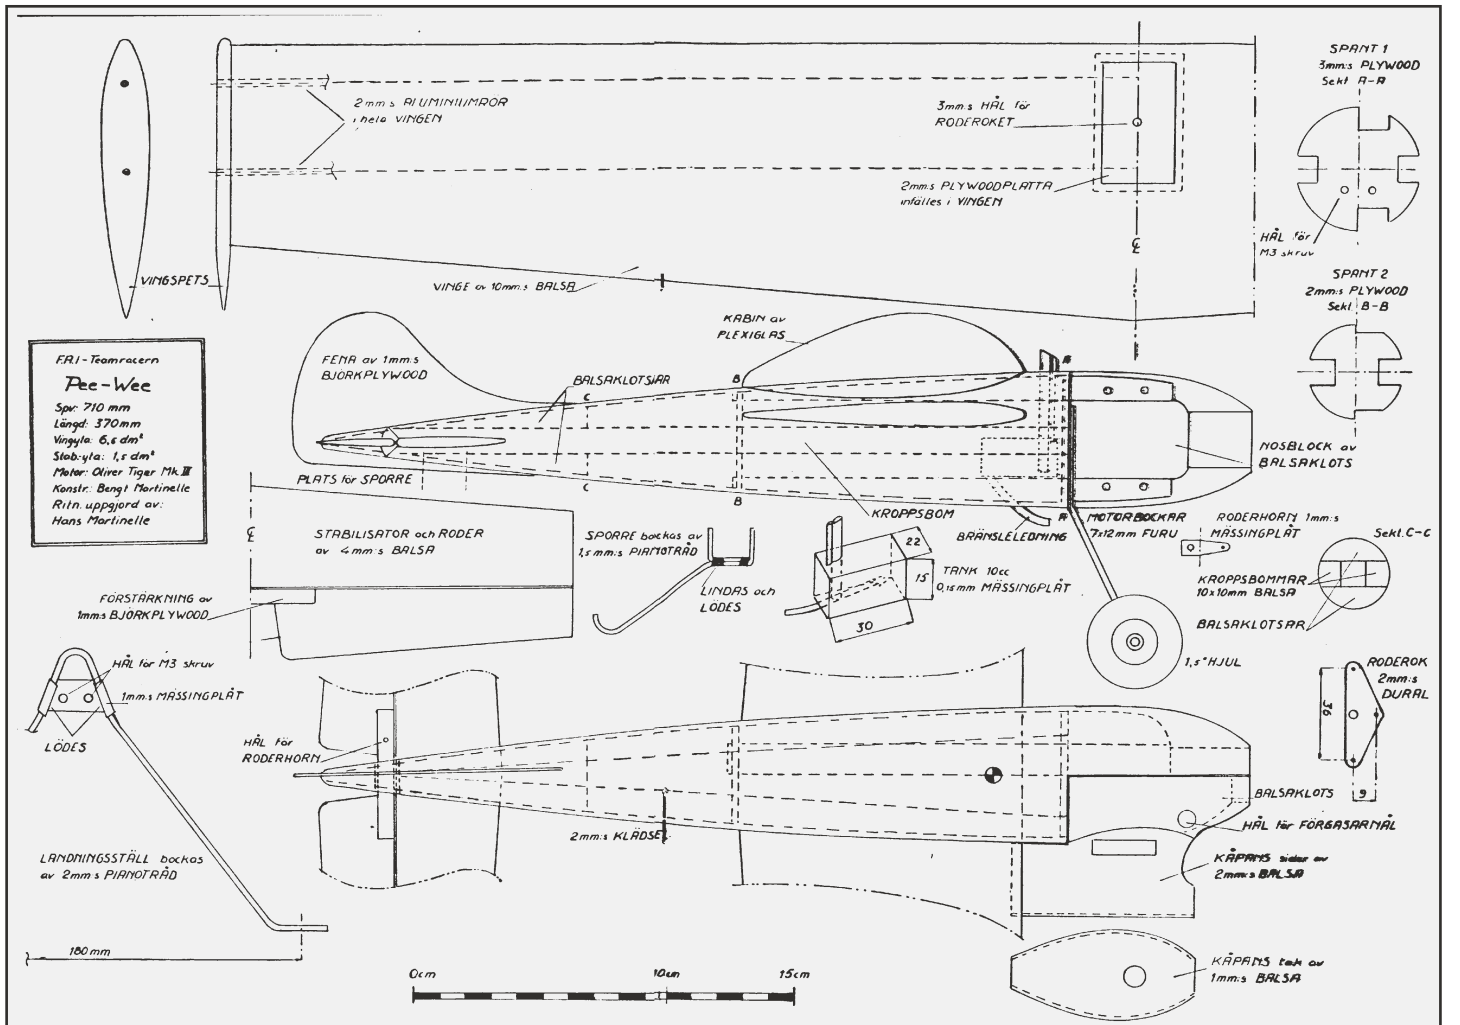 SPANT 1
3mm:s PLYWOOD
Sekt A-A
2mm:s ALUMINIUMRÖR
i hela VINGEN
3mm:s HÅL för
RODEROKET
2mm:s PLYWOODPLATTA
infälles i VINGEN
HÅL för
M3 skruv
VINGSPETS
VINGE av 10mm:s BALSA
SPANT 2
2mm:s PLYWOOD
Sekt B-B
F.A.I - Teamracern
Pee-Wee
Spv: 710 mm
Längd: 370mm
Vingyta: 6,5 dm²
Stab:yta: 1,5 dm²
Motor: Oliver Tiger Mk III
Konstr: Bengt Martinelle
Ritn. uppgjord av:
Hans Martinelle
FENA av 1mm:s
BJÖRKPLYWOOD
BALSAKLOTSAR
KABIN av
PLEXIGLAS
B
A
C
PLATS för SPORRE
C
B
A
KROPPSBOM
BRÄNSLELEDNING
MOTORBOCKAR
7x12mm FURU
NOSBLOCK av
BALSAKLOTS
RODERHORN 1mm:s
MÄSSINGPLÅT
Sekt. C-C
KROPPSBOMMAR
10x10mm BALSA
BALSAKLOTSAR
STABILISATOR och RODER
av 4mm:s BALSA
FÖRSTÄRKNING av
1mm:s BJÖRKPLYWOOD
SPORRE bockas av
1,5 mm:s PIANOTRÅD
LINDAS och
LÖDES
22
15
30
TANK 10cc
0,15mm MÄSSINGPLÅT
1,5" HJUL
RODEROK
2mm:s
DURAL
36
9
HÅL för M3 skruv
1mm:s MÄSSINGPLÅT
LÖDES
HÅL för
RODERHORN
2mm:s KLÄDSEL
BALSAKLOTS
HÅL för FÖRGASARNÅL
KÅPANS sidor av
2mm:s BALSA
LANDNINGSSTÄLL bockas
av 2mm:s PIANOTRÅD
180mm
0cm
10cm
15cm
KÅPANS tak av
1mm:s BALSA